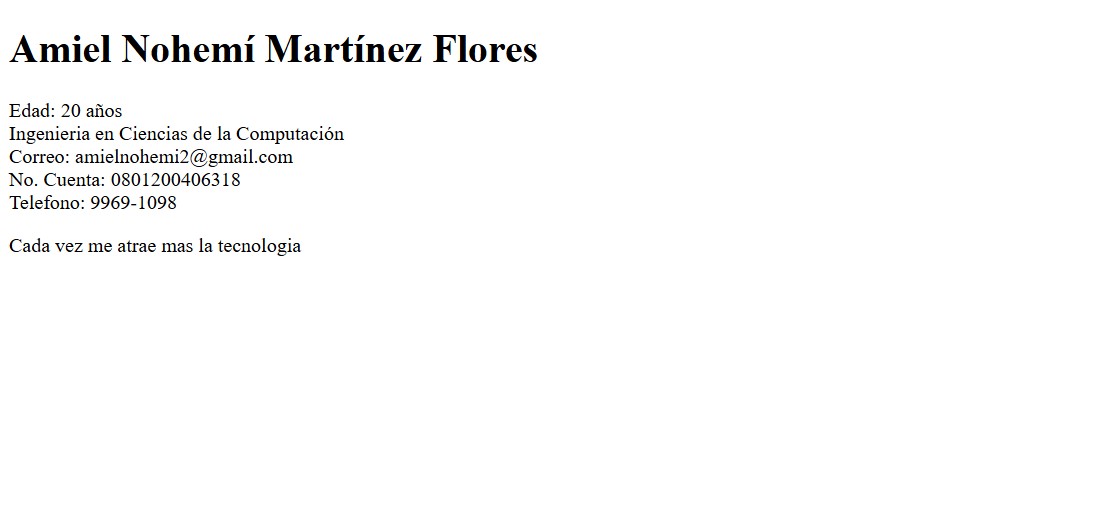 Amiel Nohemí Martínez Flores
Edad: 20 años
Ingenieria en Ciencias de la Computación
Correo: amielnohemi2@gmail.com
No. Cuenta: 0801200406318
Telefono: 9969-1098
Cada vez me atrae mas la tecnologia